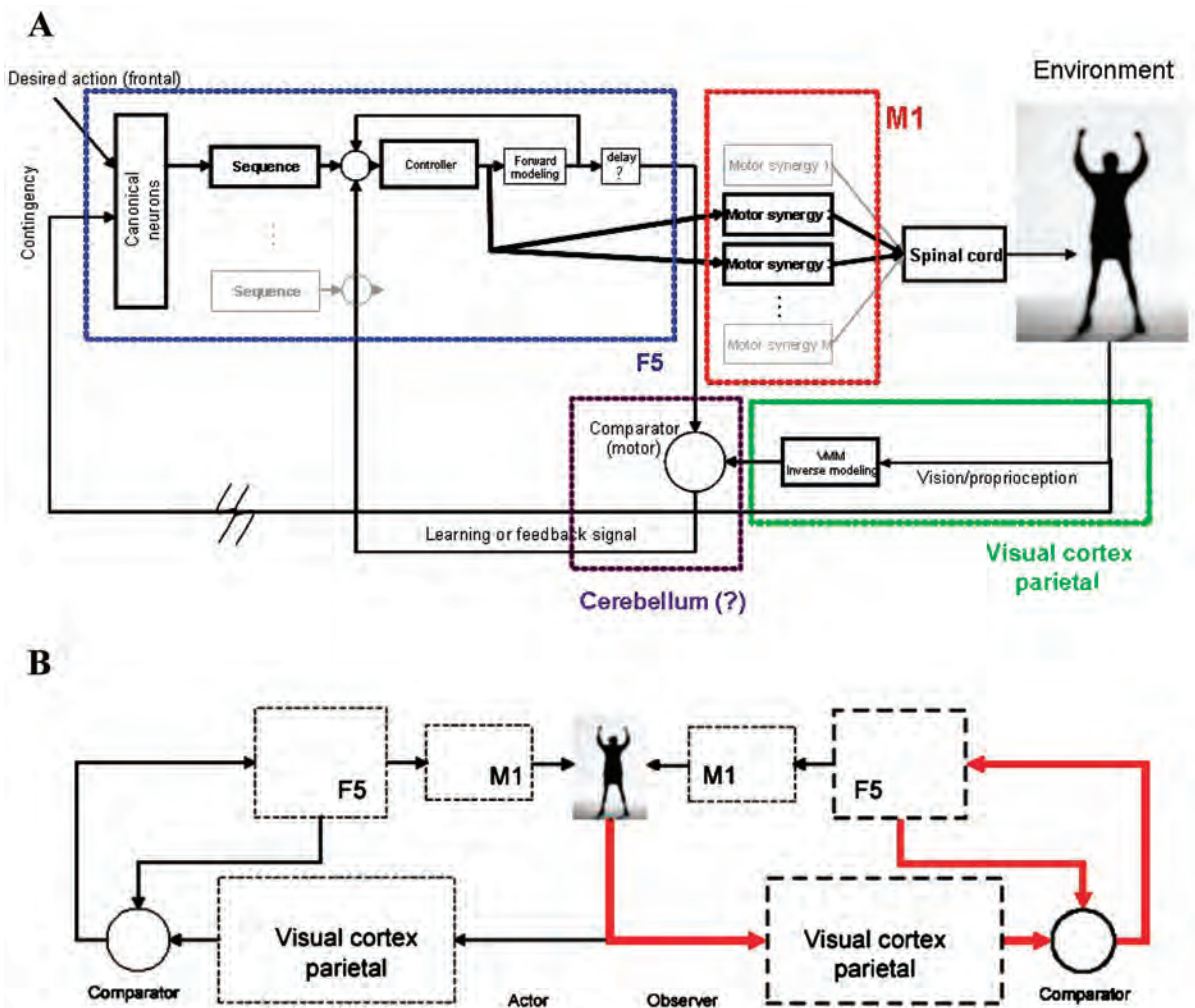 A
Desired action (frontal)
Environment
M1
Contingency
Canonical
neurons
Sequence
Controller
Forward
modeling
delay
?
Motor synergy 1
Motor synergy
Motor synergy
Spinal cord
Sequence
Motor synergy M
F5
Comparator
(motor)
VMM
Inverse modeling
Vision/proprioception
Learning or feedback signal
Visual cortex
parietal
Cerebellum (?)
B
F5
M1
M1
F5
Visual cortex
parietal
Visual cortex
parietal
Comparator
Actor
Observer
Comparator